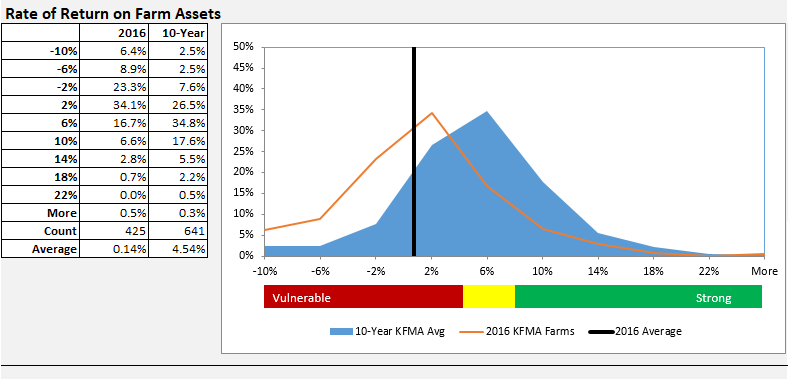 Rate of Return on Farm Assets
2016 10-Year
-10% 6.4% 2.5%
-6% 8.9% 2.5%
-2% 23.3% 7.6%
2% 34.1% 26.5%
6% 16.7% 34.8%
10% 6.6% 17.6%
14% 2.8% 5.5%
18% 0.7% 2.2%
22% 0.0% 0.5%
More 0.5% 0.3%
Count 425 641
Average 0.14% 4.54%
50%
45%
40%
35%
30%
25%
20%
15%
10%
5%
0%
-10% -6% -2% 2% 6% 10% 14% 18% 22% More
Vulnerable Strong
10-Year KFMA Avg 2016 KFMA Farms 2016 Average